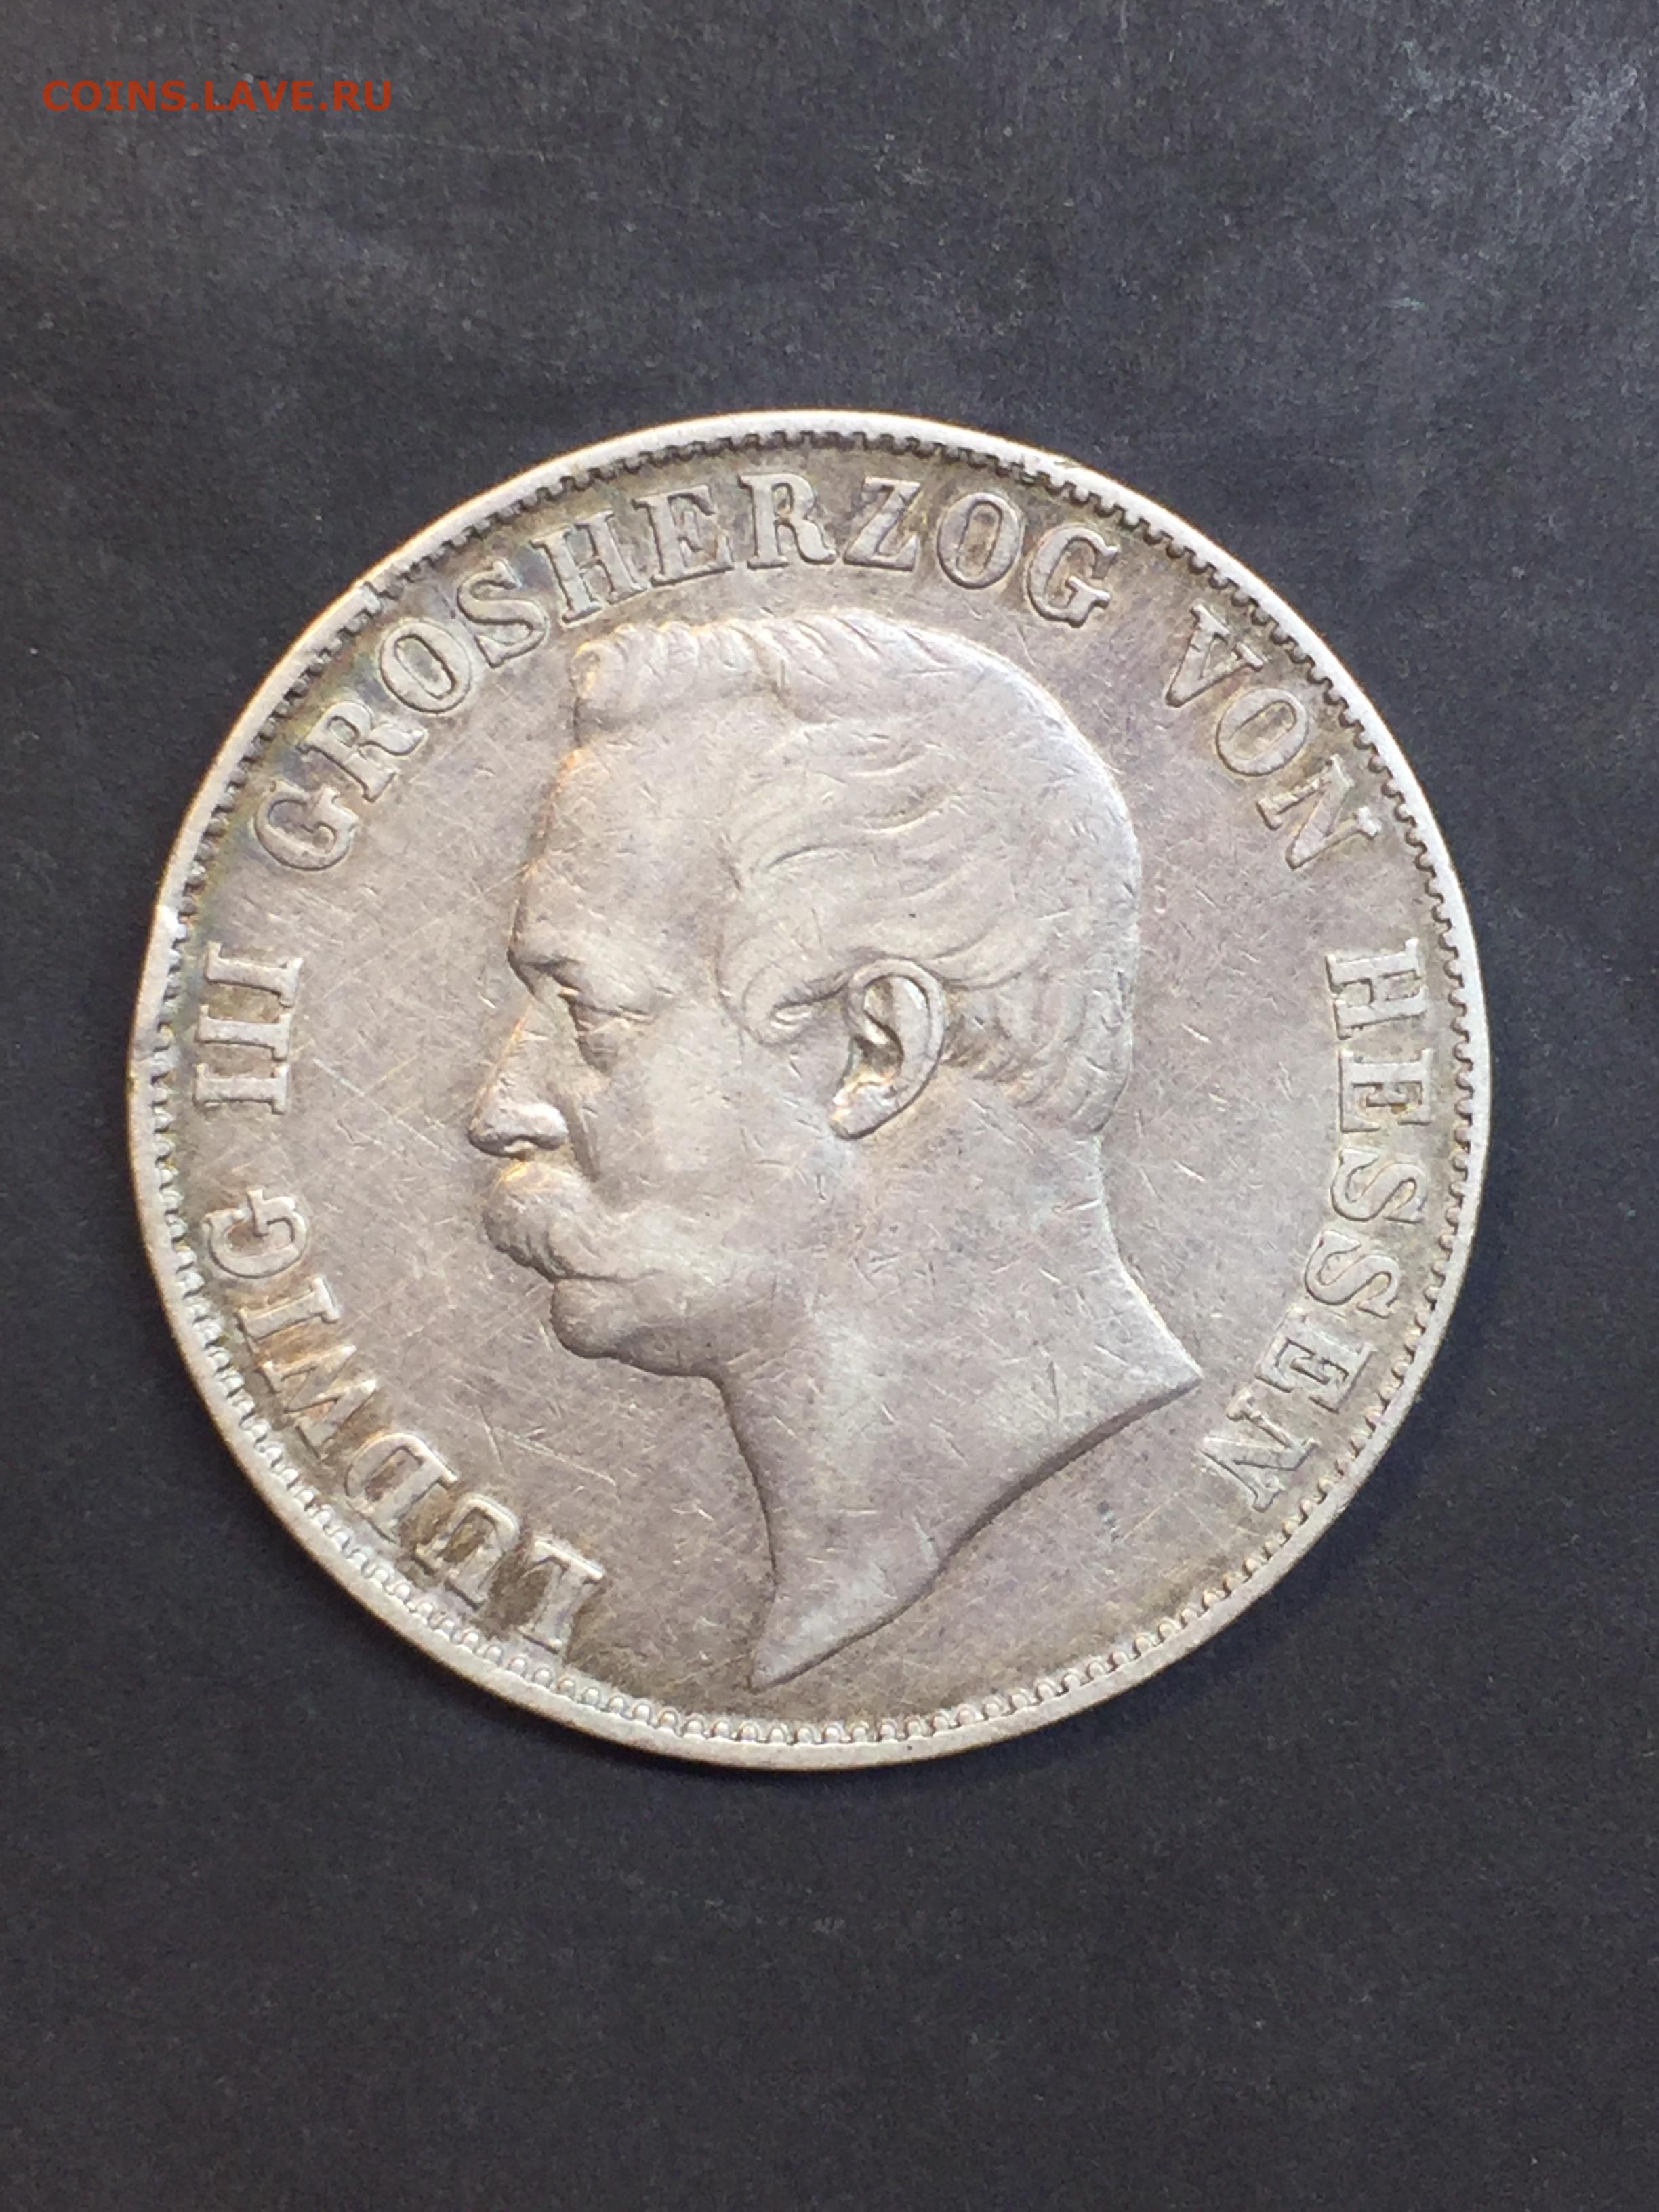 COINS.LAVE.RU
LUDWIG III GROSHERZOG VON HESSEN